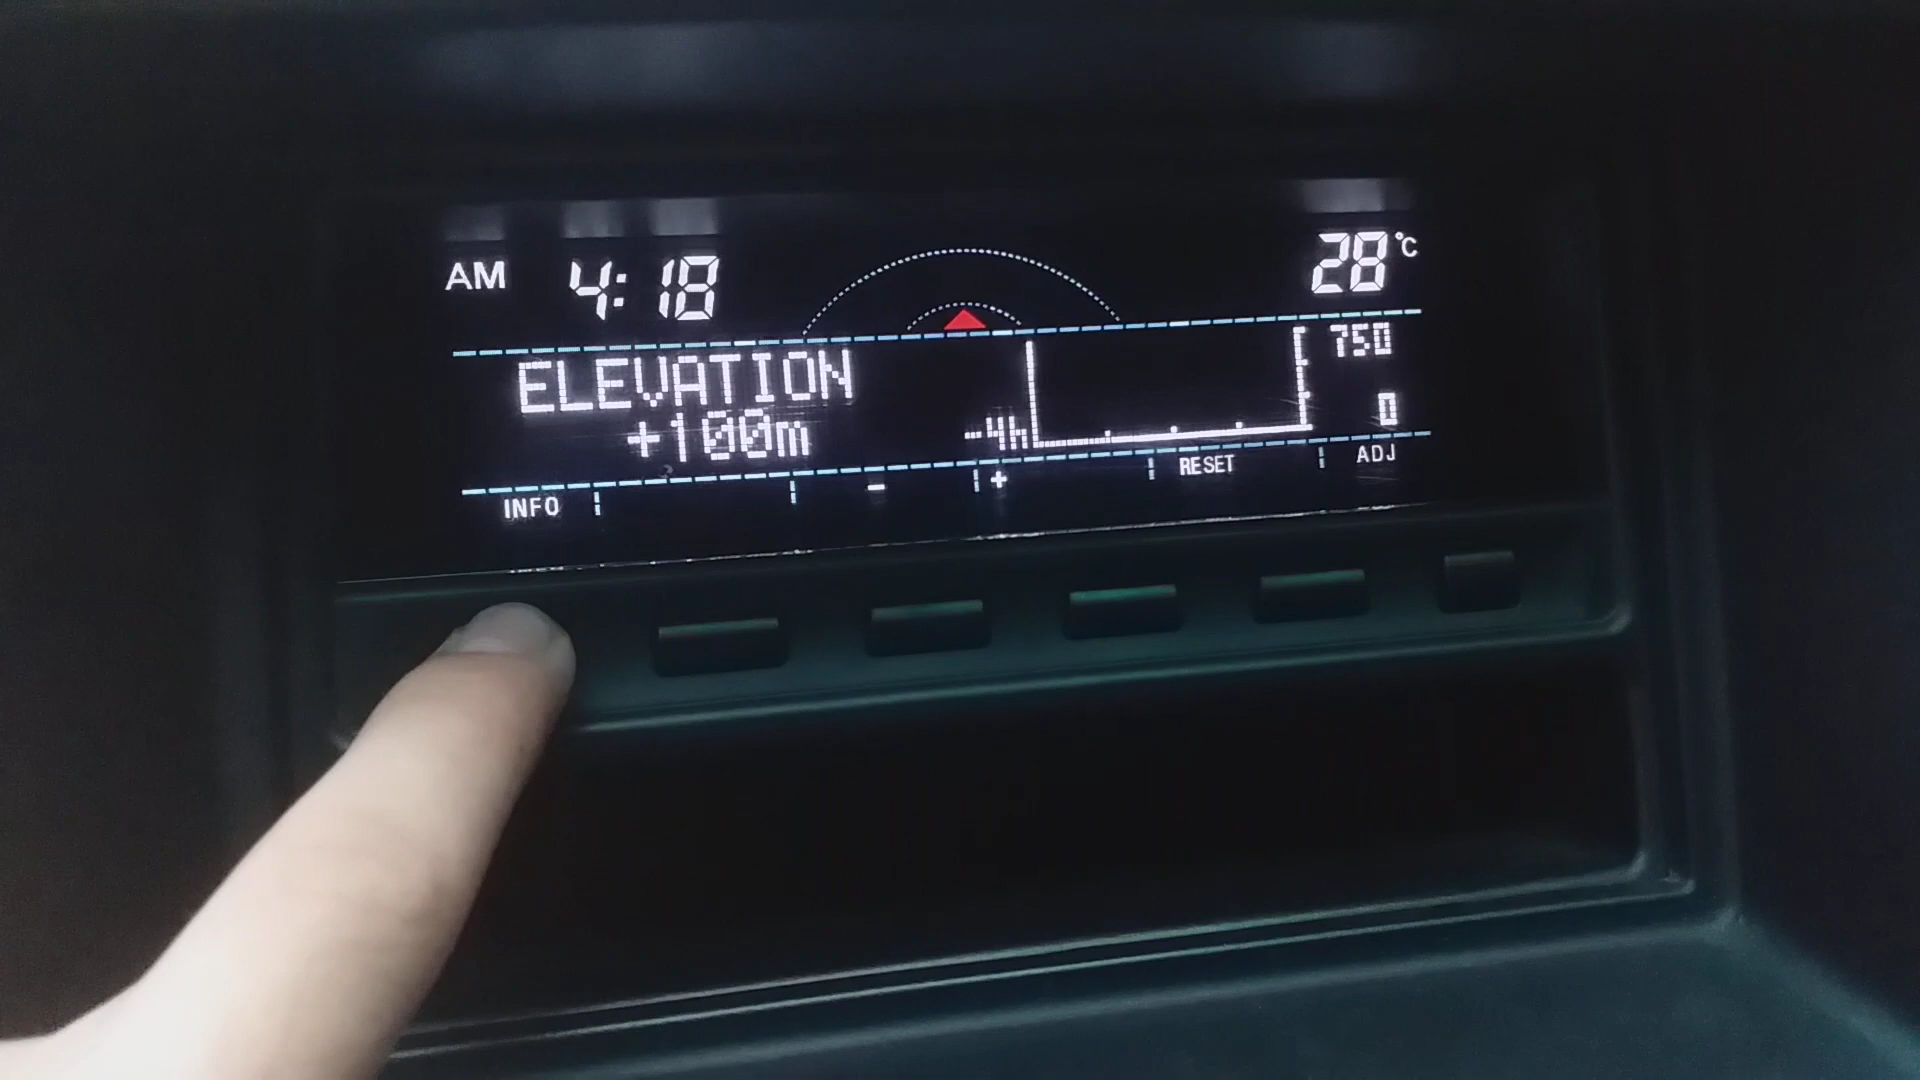 AM 4:18 28°C
ELEVATION 750
+100m -4h 0
INFO - + RESET ADJ